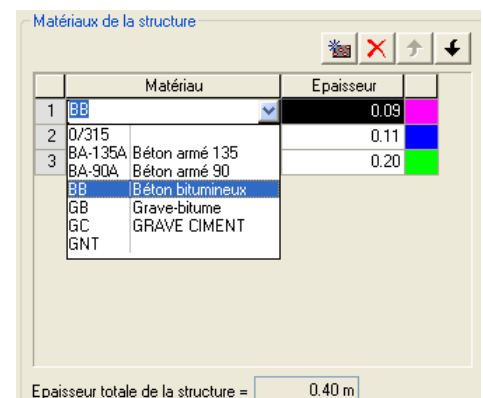 Matériaux de la structure
Matériau Epaisseur
1 BB 0.09
2 0/315 0.11
BA-135A Béton armé 135
3 BA-90A Béton armé 90 0.20
BB Béton bitumineux
GB Grave-bitume
GC GRAVE CIMENT
GNT
Epaisseur totale de la structure = 0.40 m